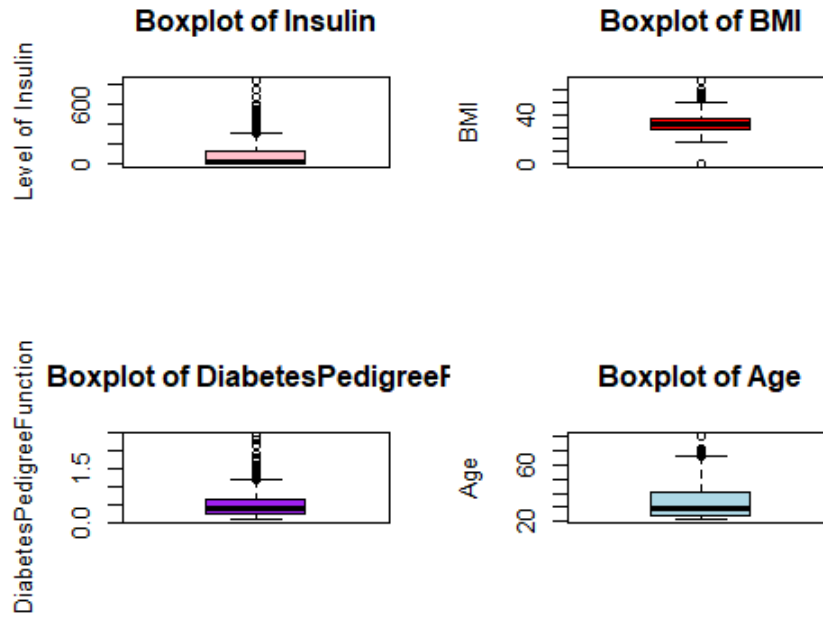 Boxplot of Insulin
Level of Insulin
600
0
Boxplot of BMI
BMI
40
0
Boxplot of DiabetesPedigreeF
DiabetesPedigreeFunction
1.5
0.0
Boxplot of Age
Age
60
20